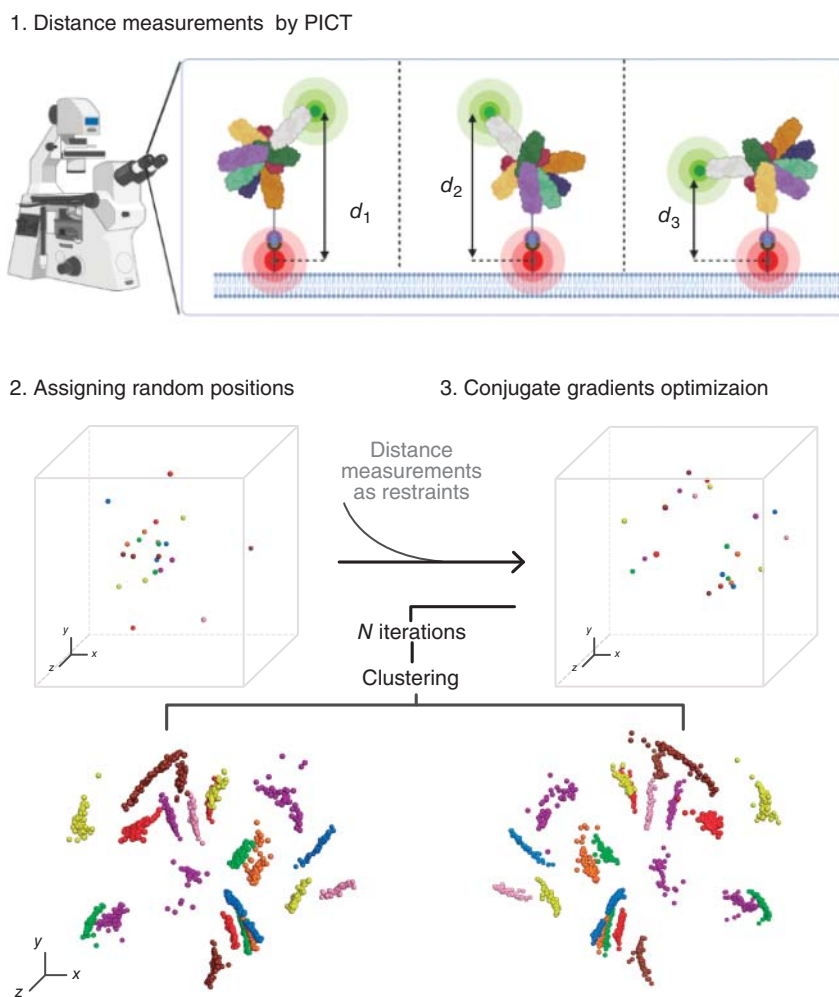 1. Distance measurements by PICT
d1
d2
d3
2. Assigning random positions
3. Conjugate gradients optimizaion
Distance
measurements
as restraints
y
x
z
y
x
z
N iterations
Clustering
y
x
z